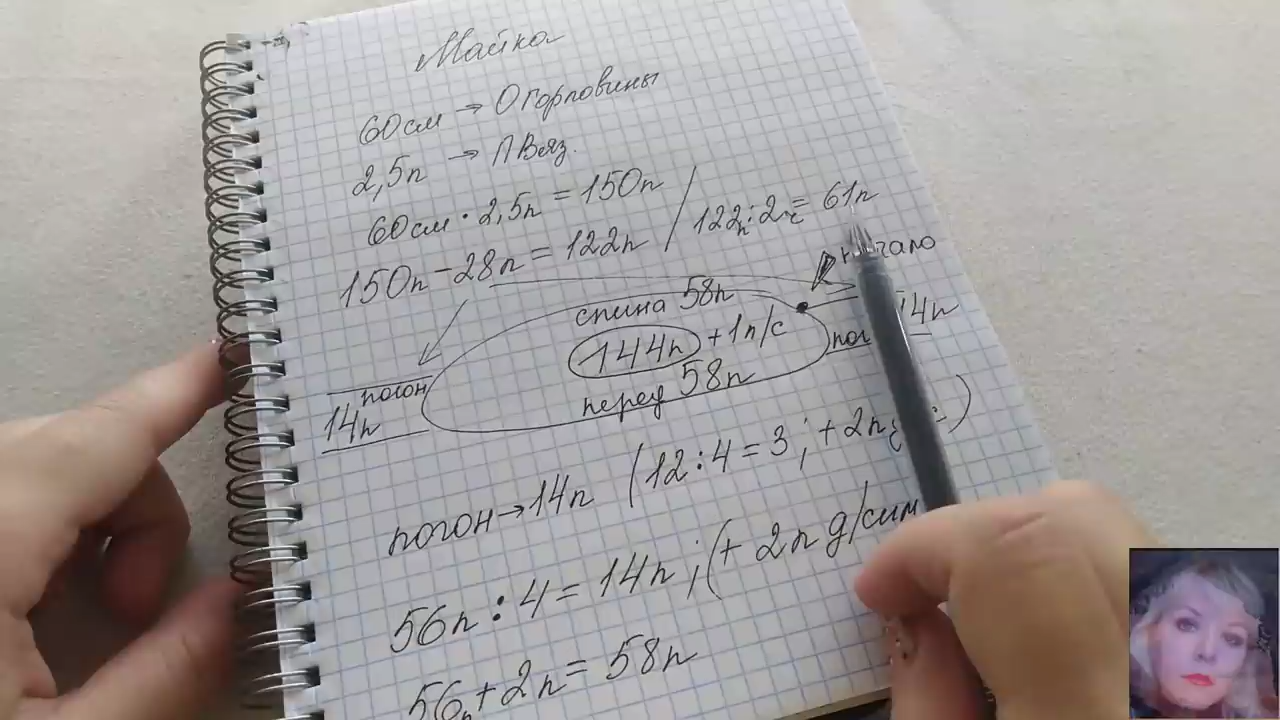 Майка
60см → О горловины
2,5п → П Вяз.
60см · 2,5п = 150п
150п - 28п = 122п / 122п : 2 = 61п
начало
спина 58п
144п + 1п/с
14п
перед 58п
погон
14п
погон → 14п (12 : 4 = 3; + 2п
56п : 4 = 14п; (+ 2п д/сим
56п + 2п = 58п